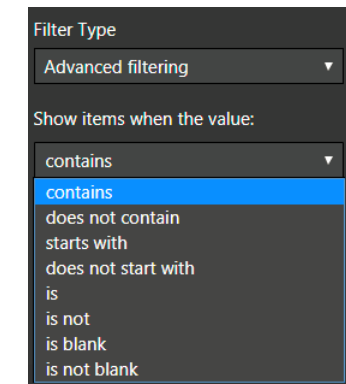 Filter Type
Advanced filtering
Show items when the value:
contains
contains
does not contain
starts with
does not start with
is
is not
is blank
is not blank